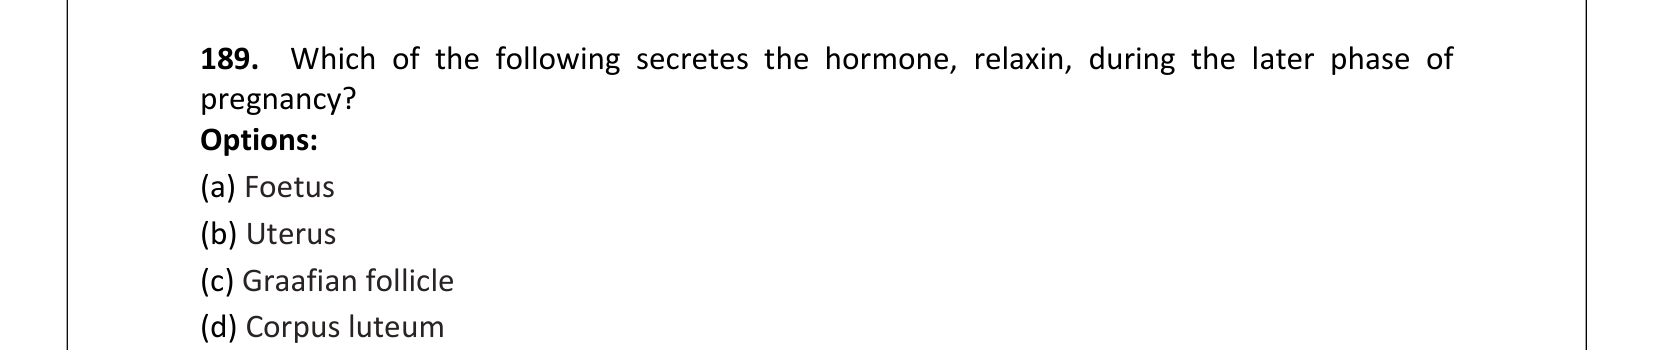 189. Which of the following secretes the hormone, relaxin, during the later phase of
pregnancy?
Options:
(a) Foetus
(b) Uterus
(c) Graafian follicle
(d) Corpus luteum